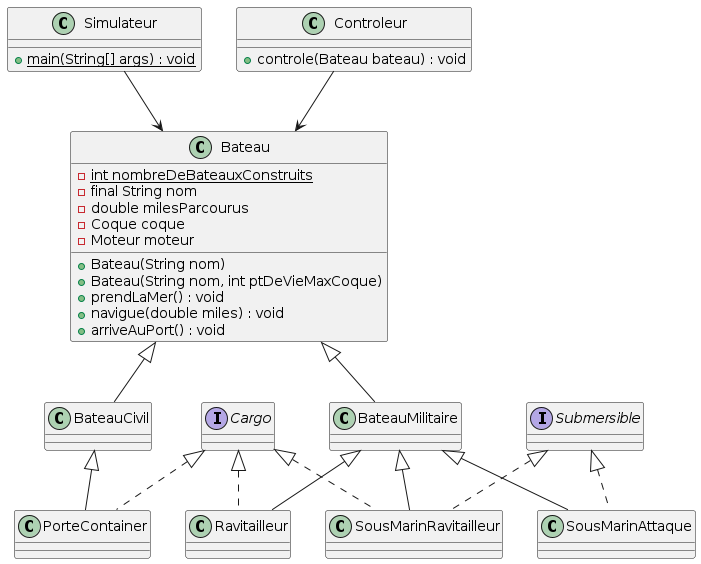 Simulateur
main(String[] args) : void
Controleur
controle(Bateau bateau) : void
Bateau
int nombreDeBateauxConstruits
final String nom
double milesParcourus
Coque coque
Moteur moteur
Bateau(String nom)
Bateau(String nom, int ptDeVieMaxCoque)
prendLaMer() : void
navigue(double miles) : void
arriveAuPort() : void
C BateauCivil
I Cargo
C BateauMilitaire
I Submersible
C PorteContainer
C Ravitailleur
C SousMarinRavitailleur
C SousMarinAttaque